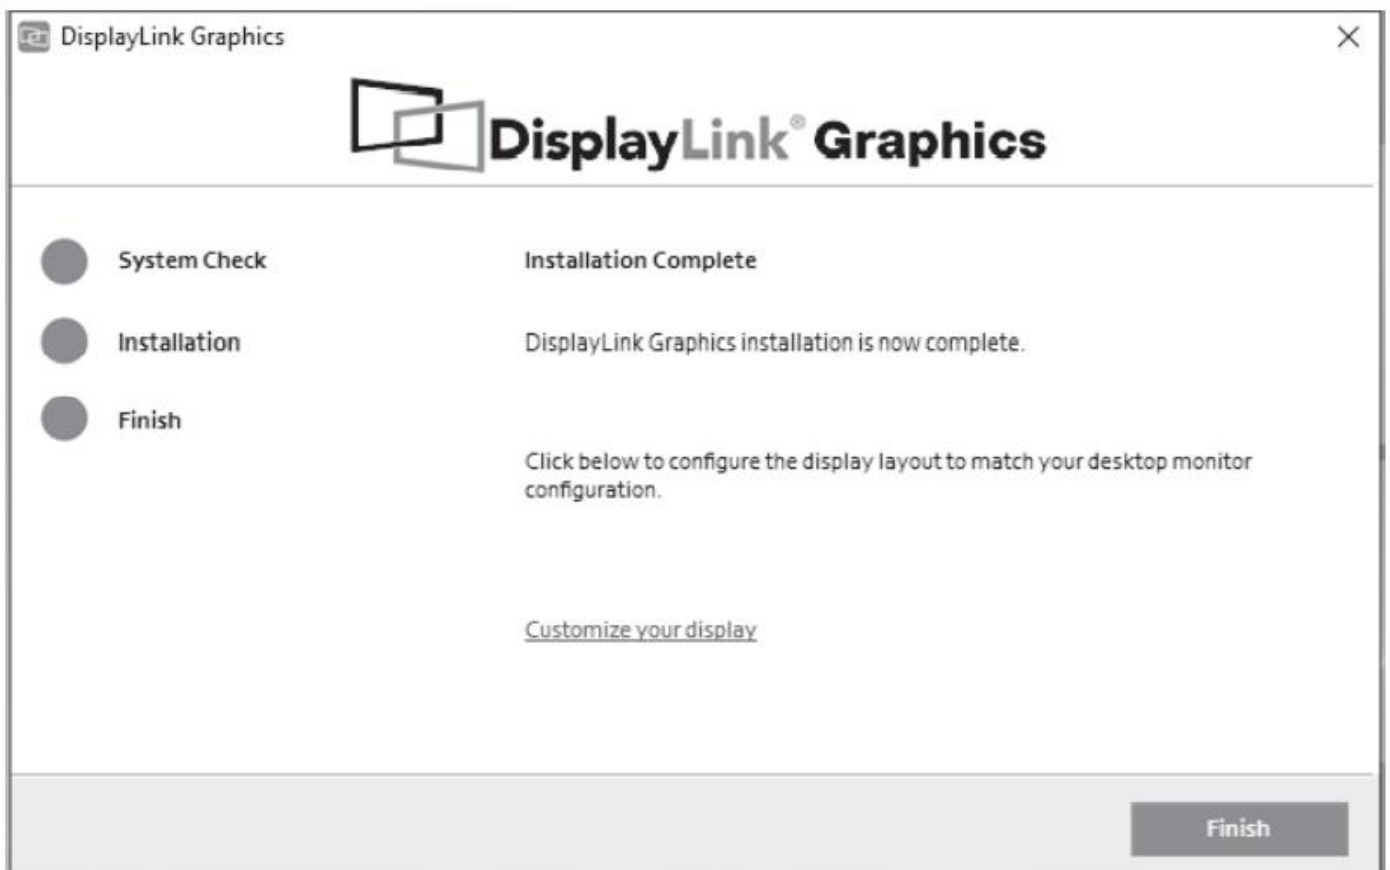 DisplayLink Graphics
DisplayLink® Graphics
System Check
Installation Complete
Installation
DisplayLink Graphics installation is now complete.
Finish
Click below to configure the display layout to match your desktop monitor
configuration.
Customize your display
Finish